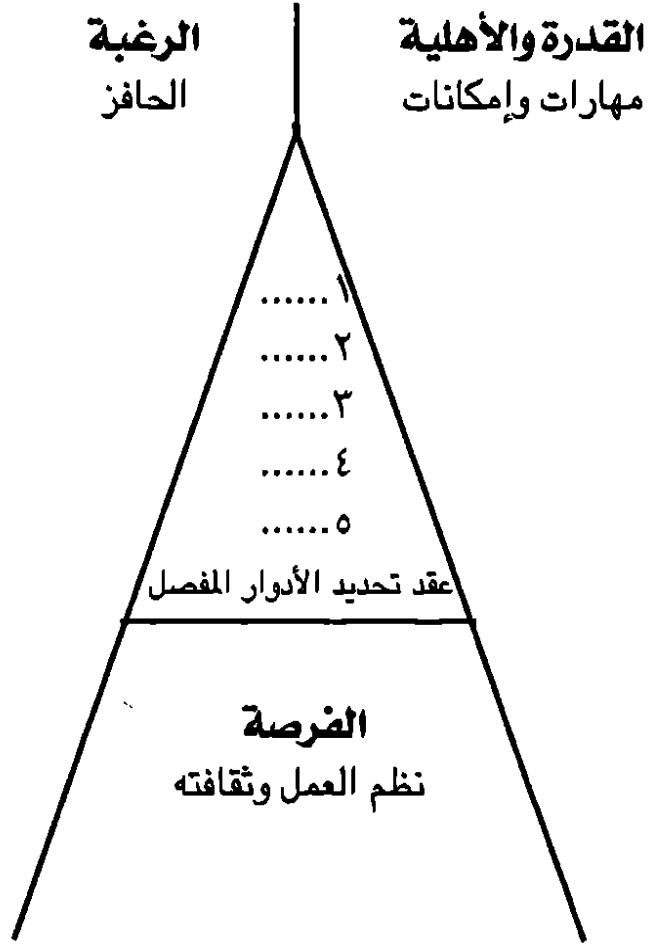 القدرة والأهلية
مهارات وإمكانات
الرغبة
الحافز
١......
٢......
٣......
٤......
٥......
عقد تحديد الأدوار المفصل
الفرصة
نظم العمل وثقافته